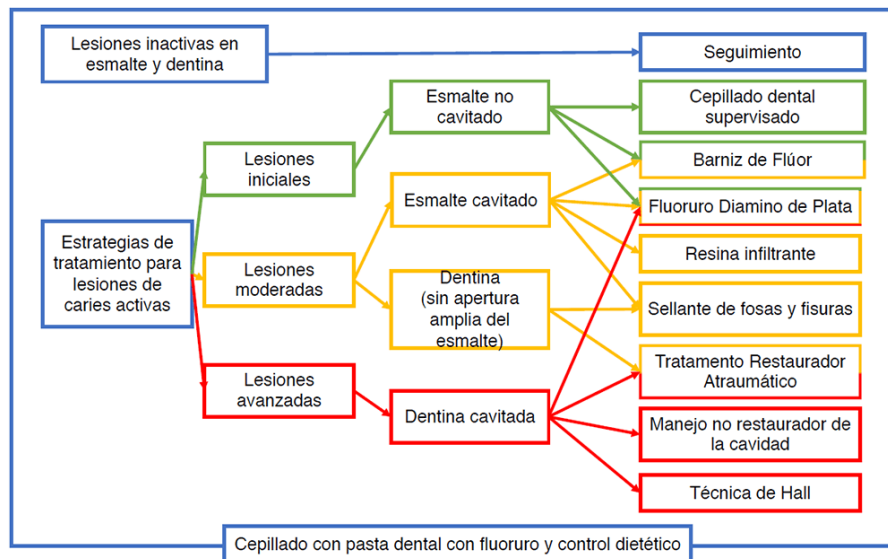 Lesiones inactivas en
esmalte y dentina
Seguimiento
Esmalte no
cavitado
Cepillado dental
supervisado
Lesiones
iniciales
Barniz de Flúor
Esmalte cavitado
Fluoruro Diamino de Plata
Estrategias de
tratamiento para
lesiones de
caries activas
Lesiones
moderadas
Resina infiltrante
Dentina
(sin apertura
amplia del
esmalte)
Sellante de fosas y fisuras
Tratamento Restaurador
Atraumático
Lesiones
avanzadas
Dentina cavitada
Manejo no restaurador de
la cavidad
Técnica de Hall
Cepillado con pasta dental con fluoruro y control dietético